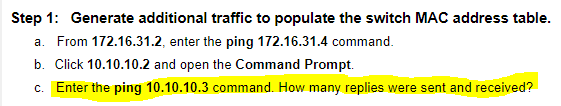 Step 1: Generate additional traffic to populate the switch MAC address table.
a. From 172.16.31.2, enter the ping 172.16.31.4 command.
b. Click 10.10.10.2 and open the Command Prompt.
c. Enter the ping 10.10.10.3 command. How many replies were sent and received?